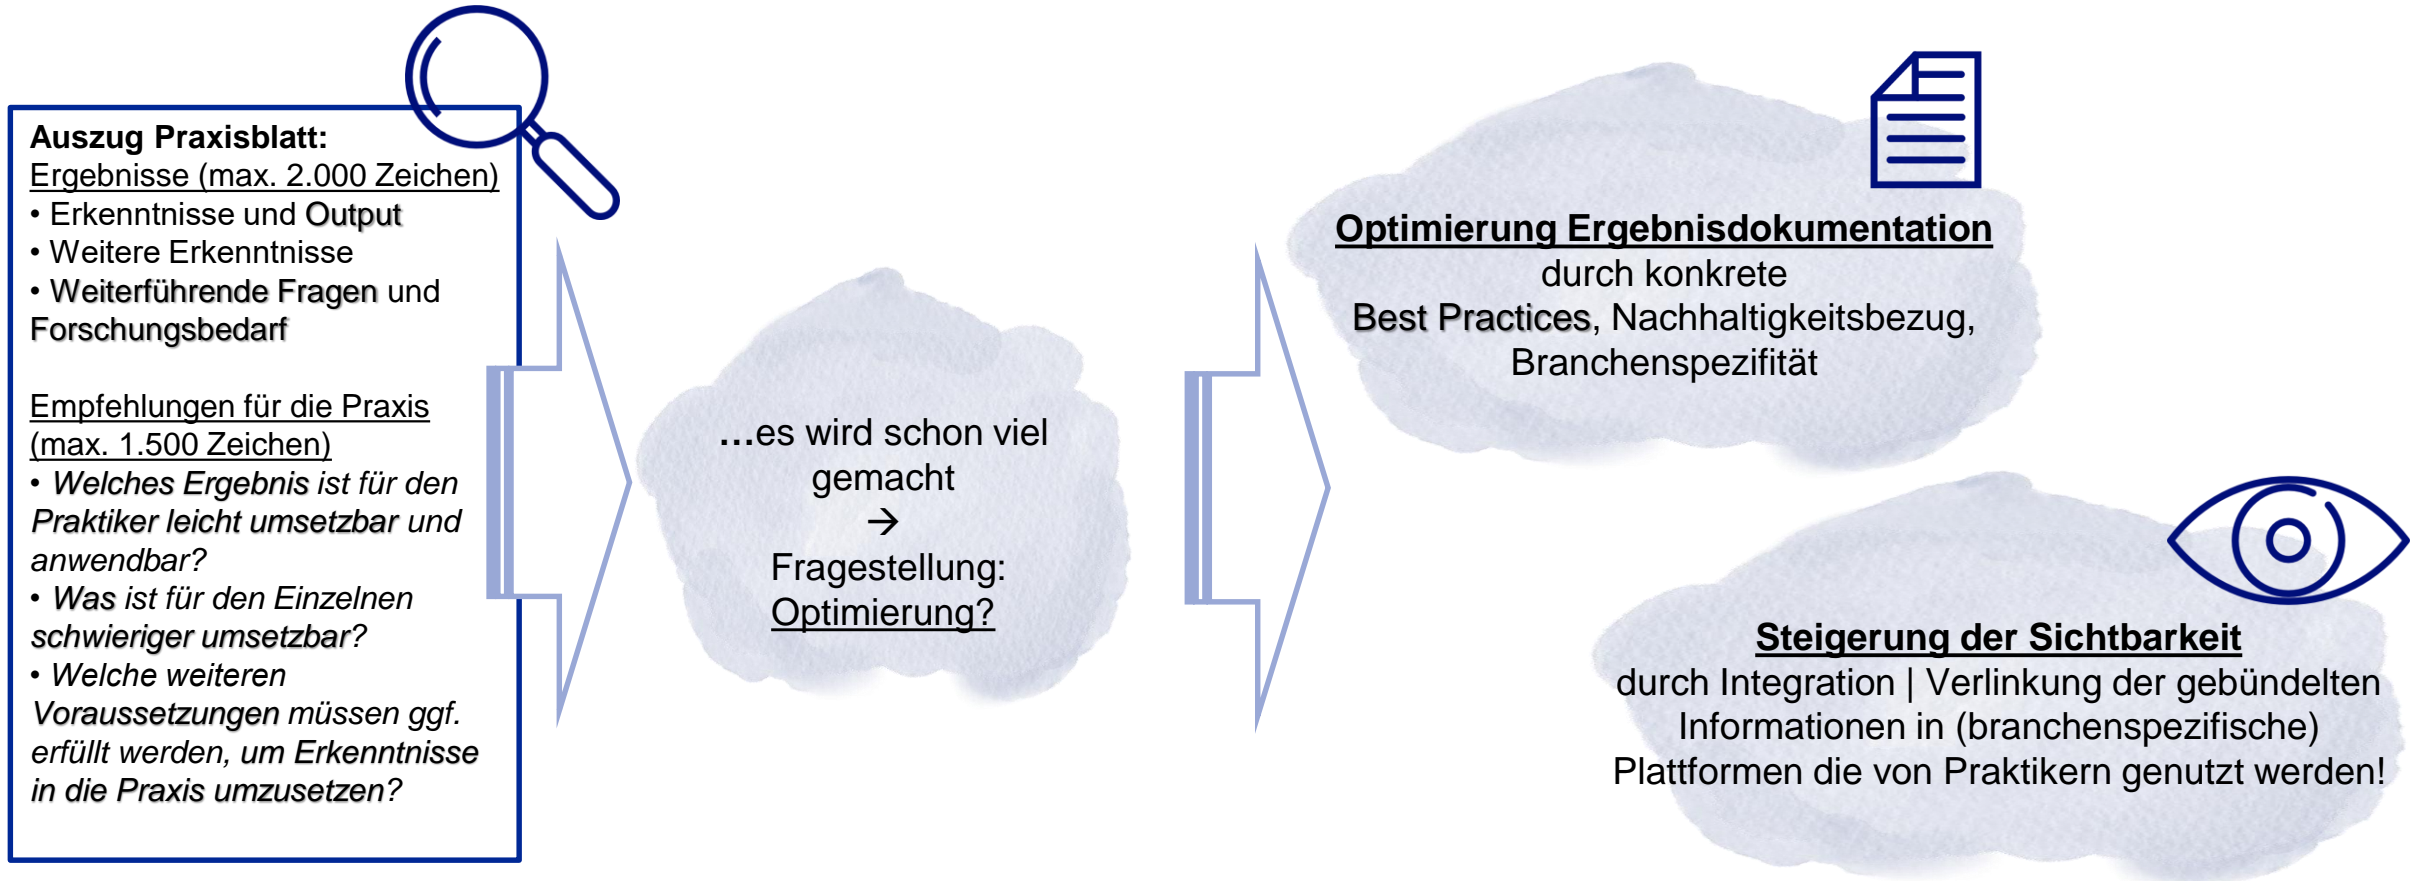 Auszug Praxisblatt:
Ergebnisse (max. 2.000 Zeichen)
• Erkenntnisse und Output
• Weitere Erkenntnisse
• Weiterführende Fragen und
Forschungsbedarf
Empfehlungen für die Praxis
(max. 1.500 Zeichen)
• Welches Ergebnis ist für den
Praktiker leicht umsetzbar und
anwendbar?
• Was ist für den Einzelnen
schwieriger umsetzbar?
• Welche weiteren
Voraussetzungen müssen ggf.
erfüllt werden, um Erkenntnisse
in die Praxis umzusetzen?
...es wird schon viel
gemacht
→
Fragestellung:
Optimierung?
Optimierung Ergebnisdokumentation
durch konkrete
Best Practices, Nachhaltigkeitsbezug,
Branchenspezifität
Steigerung der Sichtbarkeit
durch Integration | Verlinkung der gebündelten
Informationen in (branchenspezifische)
Plattformen die von Praktikern genutzt werden!